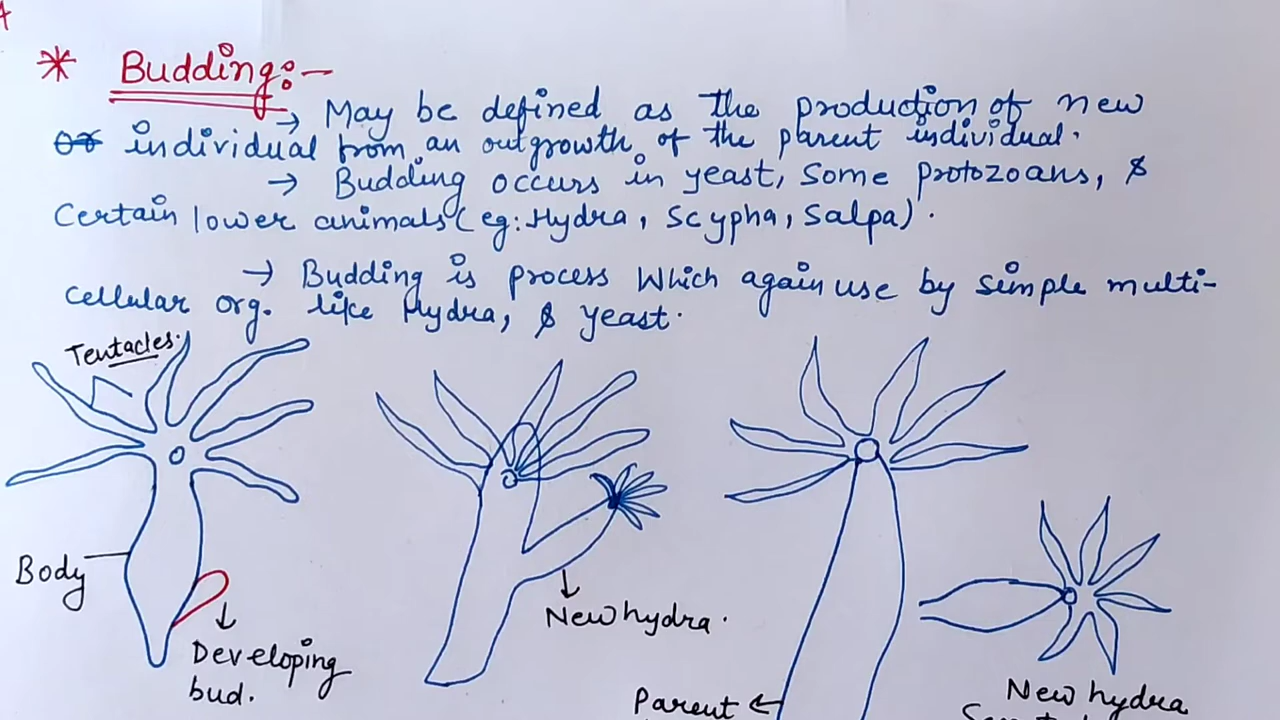 * Budding:-
→ May be defined as the production of new
individual from an outgrowth of the parent individual.
→ Budding occurs in yeast, some protozoans, &
Certain lower animals (eg: Hydra, Scypha, Salpa).
→ Budding is process Which again use by simple multi-
cellular org. like Hydra, & yeast.
Tentacles.
Body
Developing
bud.
New hydra.
Parent
New hydra